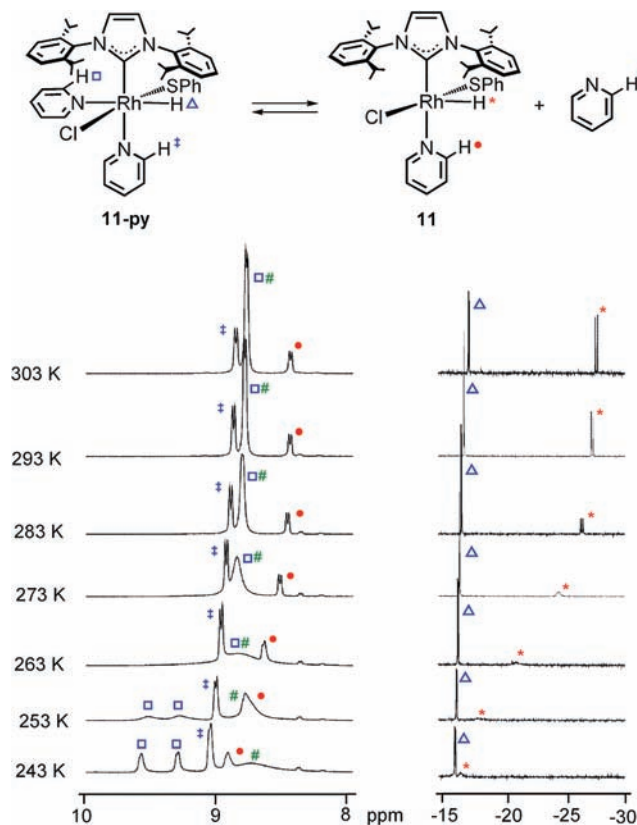 N N
H □ SPh SPh
N Rh H △ Rh H * + N H #
Cl Cl
N H ‡ N H ●
11-py 11
□ # △ *
‡ ●
303 K
□ # △ *
‡ ●
293 K
□ # △ *
‡ ●
283 K
‡ □ # ● △ *
273 K
‡ □ # ● △ *
263 K
□ □ ‡ # ● △ *
253 K
□ □ ‡ ● # △ *
243 K
10 9 8 ppm -15 -20 -25 -30